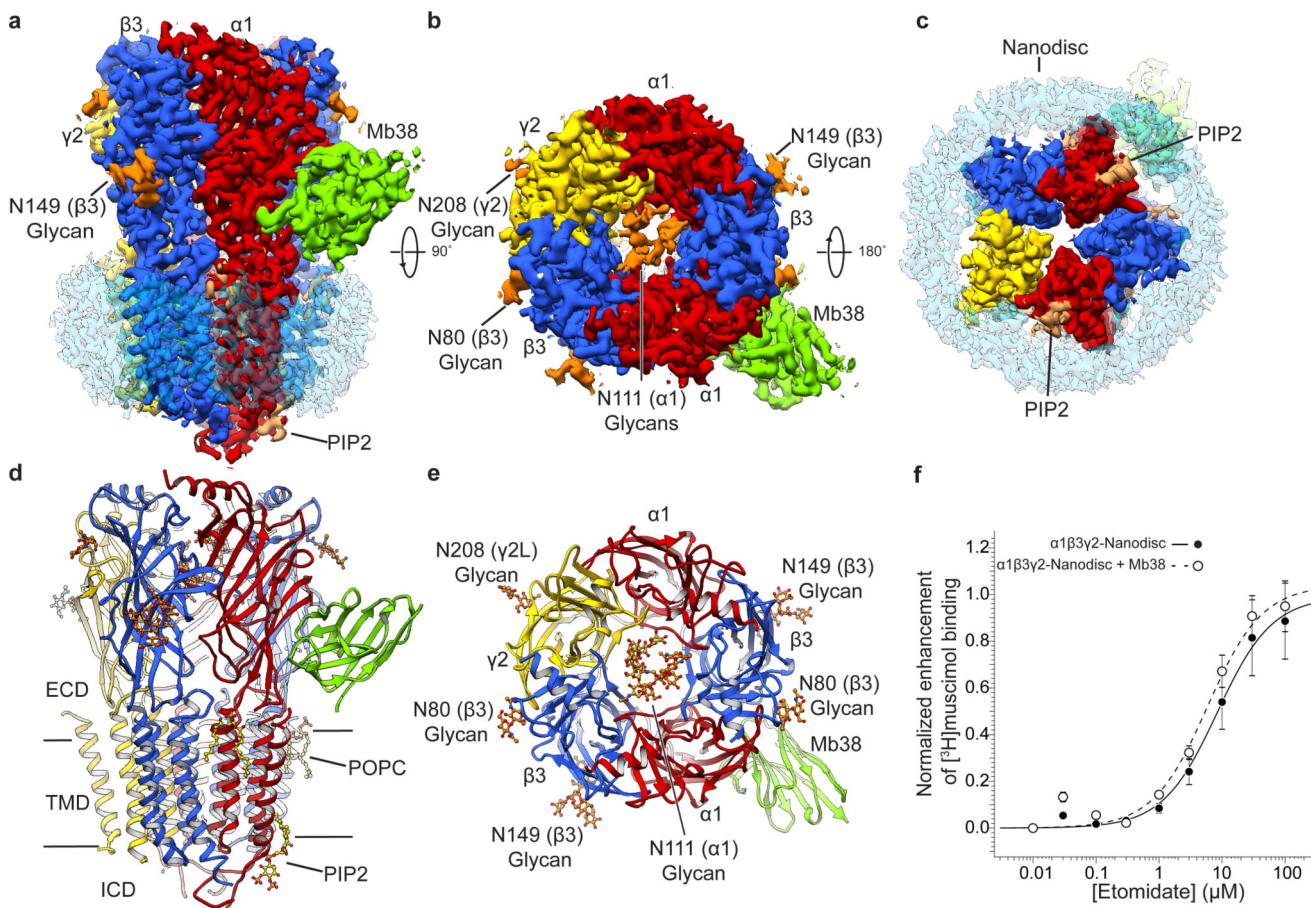 a
β3
α1
γ2
Mb38
N149 (β3)
Glycan
90°
PIP2
b
α1
γ2
N149 (β3)
Glycan
N208 (γ2)
Glycan
β3
N80 (β3)
Glycan
β3
Mb38
α1
N111 (α1)
Glycans
180°
c
Nanodisc
PIP2
PIP2
d
ECD
POPC
TMD
ICD
PIP2
e
α1
N208 (γ2L)
Glycan
N149 (β3)
Glycan
β3
γ2
N80 (β3)
Glycan
N80 (β3)
Glycan
Mb38
β3
α1
N149 (β3)
Glycan
N111 (α1)
Glycan
f
α1β3γ2-Nanodisc
α1β3γ2-Nanodisc + Mb38
Normalized enhancement
of [³H]muscimol binding
1.2
1.0
0.8
0.6
0.4
0.2
0.0
0.01
0.1
1
10
100
[Etomidate] (μM)